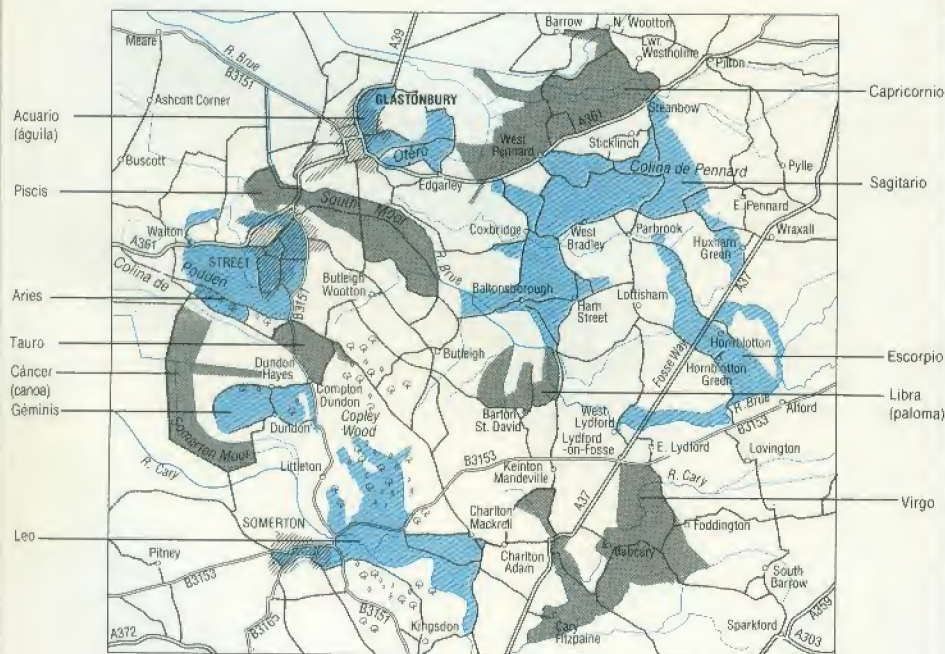 Barrow
N. Wootton
Meare
R. Brue
B3151
A39
Lwr.
Westholme
Pilton
Ashcott Corner
GLASTONBURY
Capricornio
Acuario
(águila)
A361
Steanbow
West
Pennard
Sticklinch
Buscott
Otero
Edgarley
Colina de Pennard
Pylle
Piscis
Sagitario
South Moor
E. Pennard
Walton
Coxbridge
West
Bradley
Parbrook
Wraxall
A361
STREET
R. Brue
Huxham
Green
Colina de Podden
Butleigh
Wootton
A37
Aries
B3151
Baltonsborough
Ham
Street
Lottisham
Tauro
Butleigh
Hornblotton
Escorpio
Dundon
Hayes
Fosse Way
Hornblotton
Green
Cáncer
(canoa)
Compton
Dundon
Libra
(paloma)
Géminis
Copley
Wood
Barton
St. David
West
Lydford
R. Brue
Alford
Dundon
Lydford
-on-Fosse
B3153
Somerton Moor
E. Lydford
Lovington
Littleton
B3153
R. Cary
Keinton
Mandeville
R. Cary
A37
Virgo
SOMERTON
Charlton
Mackrell
Foddington
Leo
Babcary
Pitney
Charlton
Adam
B3153
South
Barrow
B3165
B3151
Cary
Fitzpaine
A359
A372
Kingsdon
Sparkford
A303